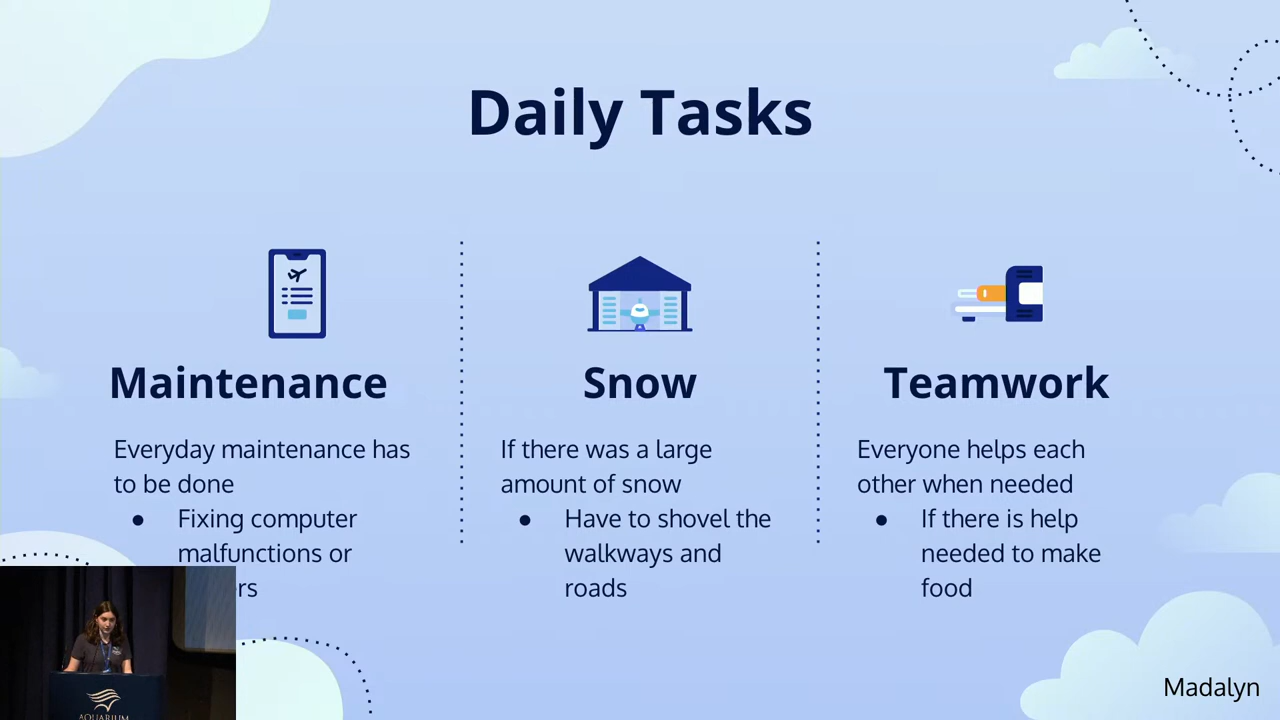 Daily Tasks
Maintenance
Everyday maintenance has
to be done
● Fixing computer
malfunctions or
Snow
If there was a large
amount of snow
● Have to shovel the
walkways and
roads
Teamwork
Everyone helps each
other when needed
● If there is help
needed to make
food
AQUARIUM
Madalyn